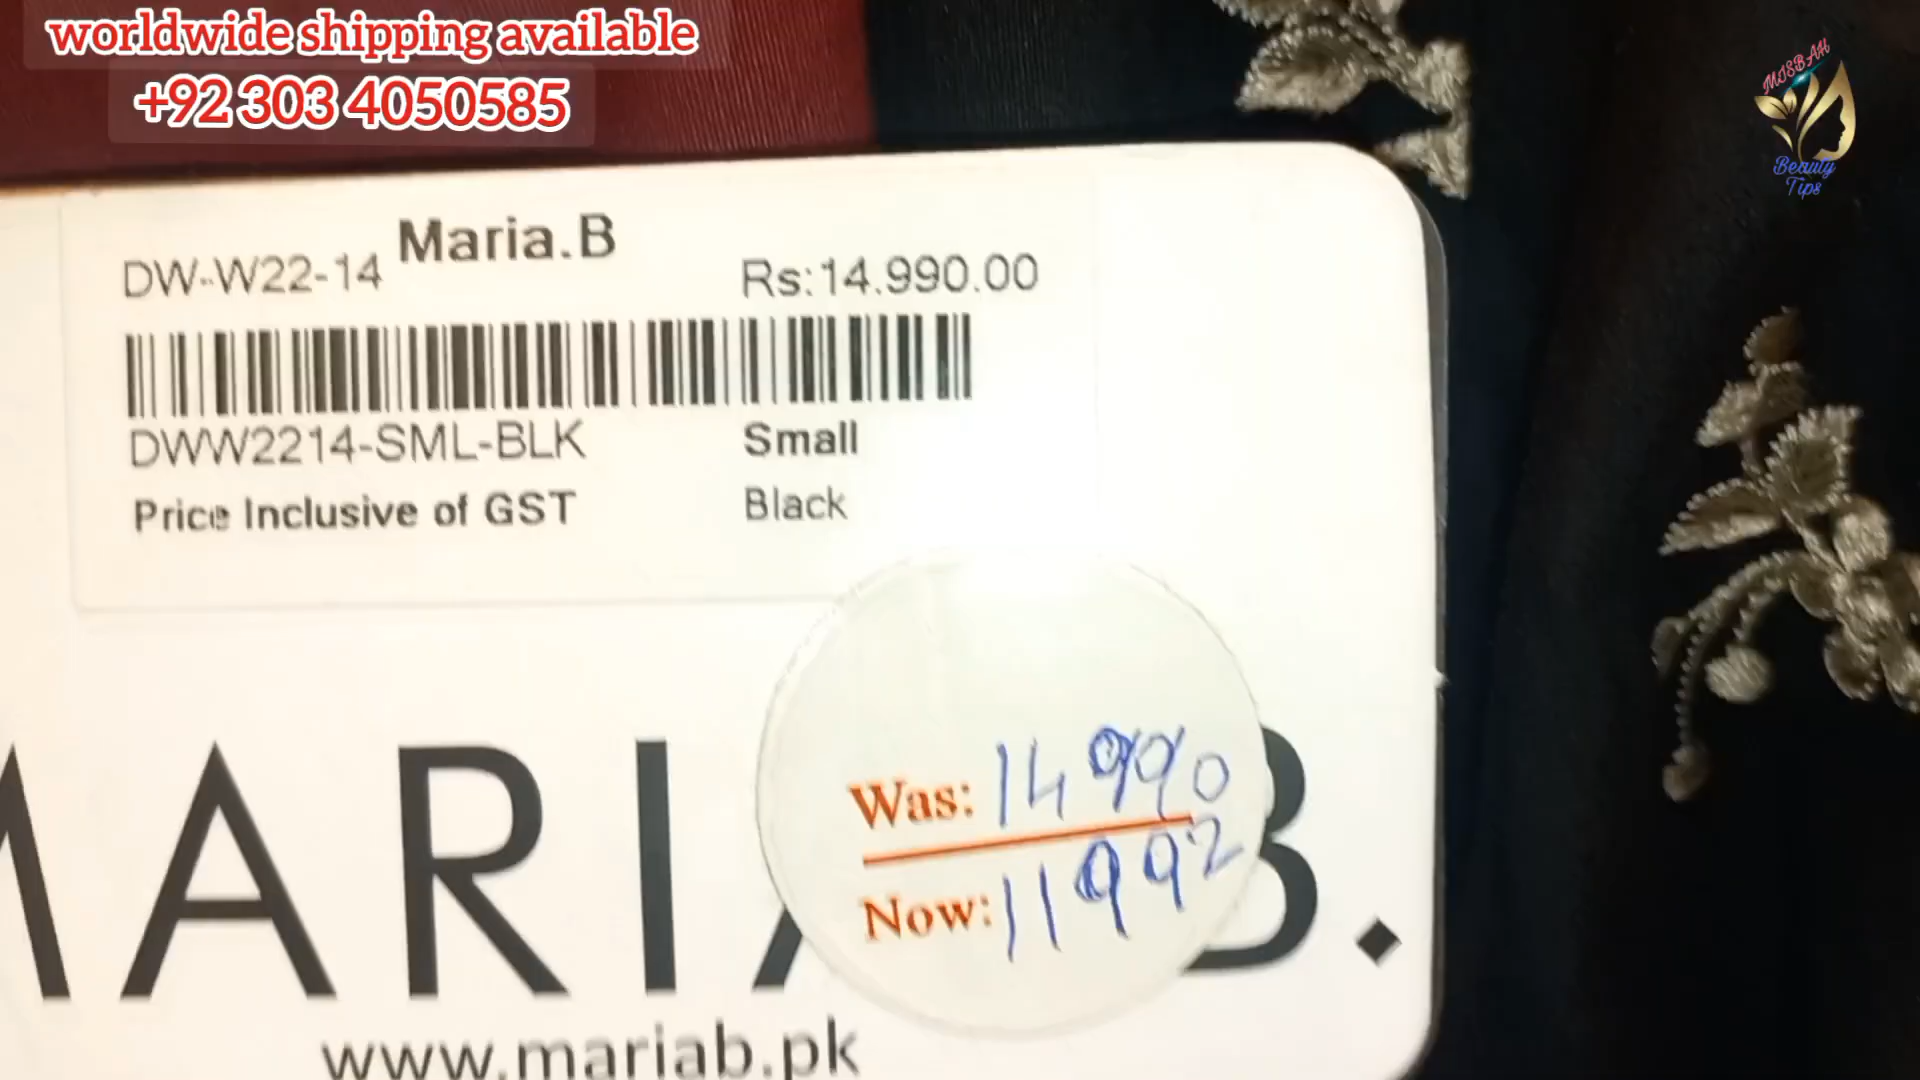 worldwide shipping available
+92 303 4050585
MISBAH
Beauty
Tips
Maria.B
DW-W22-14
Rs:14.990.00
DWW2214-SML-BLK
Small
Price Inclusive of GST
Black
Was: 14990
Now: 11992
MARIA B.
www.mariab.pk